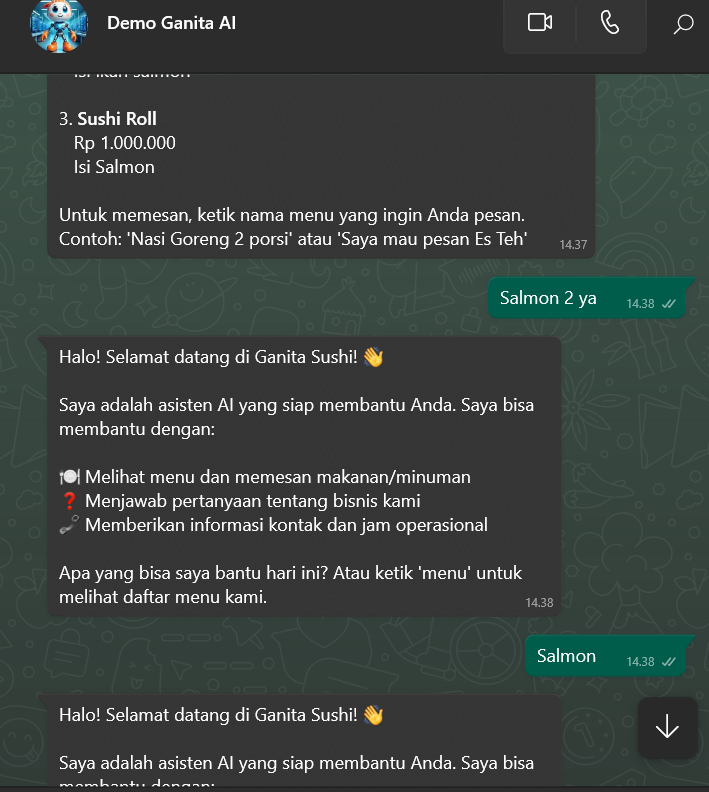 Demo Ganita AI
Isi ikan salmon
3. Sushi Roll
Rp 1.000.000
Isi Salmon
Untuk memesan, ketik nama menu yang ingin Anda pesan.
Contoh: 'Nasi Goreng 2 porsi' atau 'Saya mau pesan Es Teh'
14.37
Salmon 2 ya
14.38
Halo! Selamat datang di Ganita Sushi! 👋
Saya adalah asisten AI yang siap membantu Anda. Saya bisa
membantu dengan:
🍽️ Melihat menu dan memesan makanan/minuman
❓ Menjawab pertanyaan tentang bisnis kami
📞 Memberikan informasi kontak dan jam operasional
Apa yang bisa saya bantu hari ini? Atau ketik 'menu' untuk
melihat daftar menu kami.
14.38
Salmon
14.38
Halo! Selamat datang di Ganita Sushi! 👋
Saya adalah asisten AI yang siap membantu Anda. Saya bisa
membantu dengan: